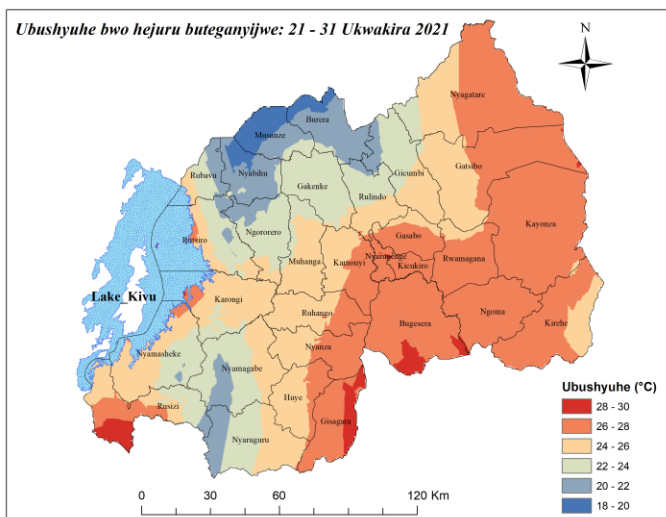 Ubushyuhe bwo hejuru buteganyijwe: 21 - 31 Ukwakira 2021
N
Nyagatare
Burera
Musanze
Rubavu
Nyabihu
Gicumbi
Gatsibo
Gakenke
Rulindo
Ngororero
Kayonza
Rutsiro
Gasabo
Muhanga
Kamonyi
Nyarugenge
Kicukiro
Rwamagana
Lake_Kivu
Karongi
Ruhango
Bugesera
Ngoma
Kirehe
Nyanza
Nyamasheke
Nyamagabe
Huye
Rusizi
Gisagara
Nyaruguru
Ubushyuhe (°C)
28 - 30
26 - 28
24 - 26
22 - 24
20 - 22
18 - 20
0 30 60 120 Km